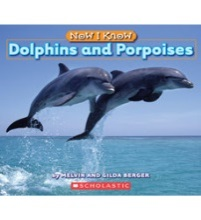 Now I Know
Dolphins and Porpoises
by MELVIN AND GILDA BERGER
SCHOLASTIC